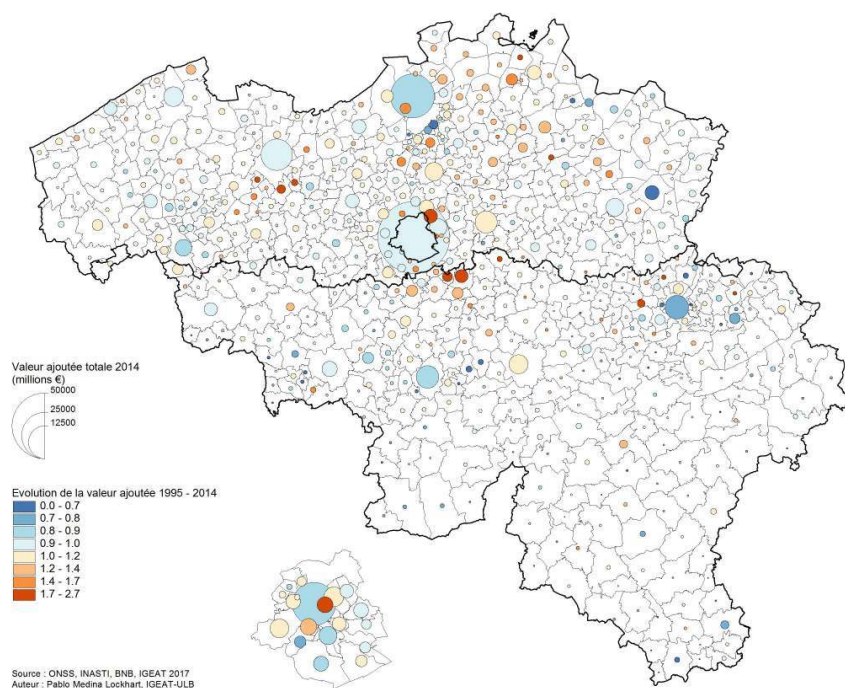 Valeur ajoutée totale 2014
(millions €)
50000
25000
12500
Evolution de la valeur ajoutée 1995 - 2014
0.0 - 0.7
0.7 - 0.8
0.8 - 0.9
0.9 - 1.0
1.0 - 1.2
1.2 - 1.4
1.4 - 1.7
1.7 - 2.7
Source : ONSS, INASTI, BNB, IGEAT 2017
Auteur : Pablo Medina Lockhart, IGEAT-ULB